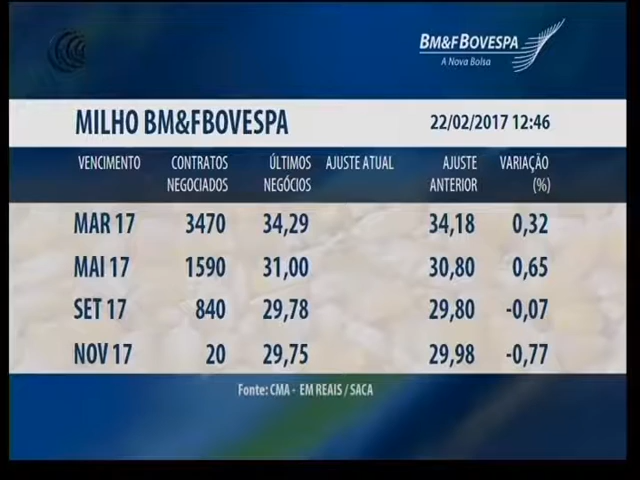 BM&FBOVESPA
A Nova Bolsa
MILHO BM&FBOVESPA 22/02/2017 12:46
VENCIMENTO CONTRATOS NEGOCIADOS ÚLTIMOS NEGÓCIOS AJUSTE ATUAL AJUSTE ANTERIOR VARIAÇÃO (%)
MAR 17 3470 34,29 34,18 0,32
MAI 17 1590 31,00 30,80 0,65
SET 17 840 29,78 29,80 -0,07
NOV 17 20 29,75 29,98 -0,77
Fonte: CMA - EM REAIS / SACA